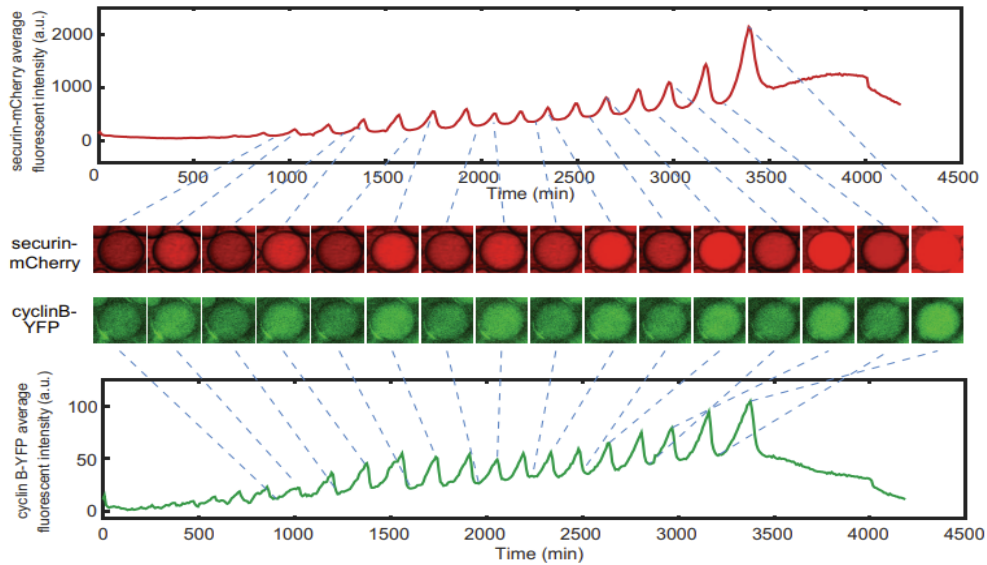 securin-mCherry average
fluorescent intensity (a.u.)
2000
1000
0
0 500 1000 1500 2000 2500 3000 3500 4000 4500
Time (min)
securin-
mCherry
cyclinB-
YFP
cyclin B-YFP average
fluorescent intensity (a.u.)
100
50
0
0 500 1000 1500 2000 2500 3000 3500 4000 4500
Time (min)